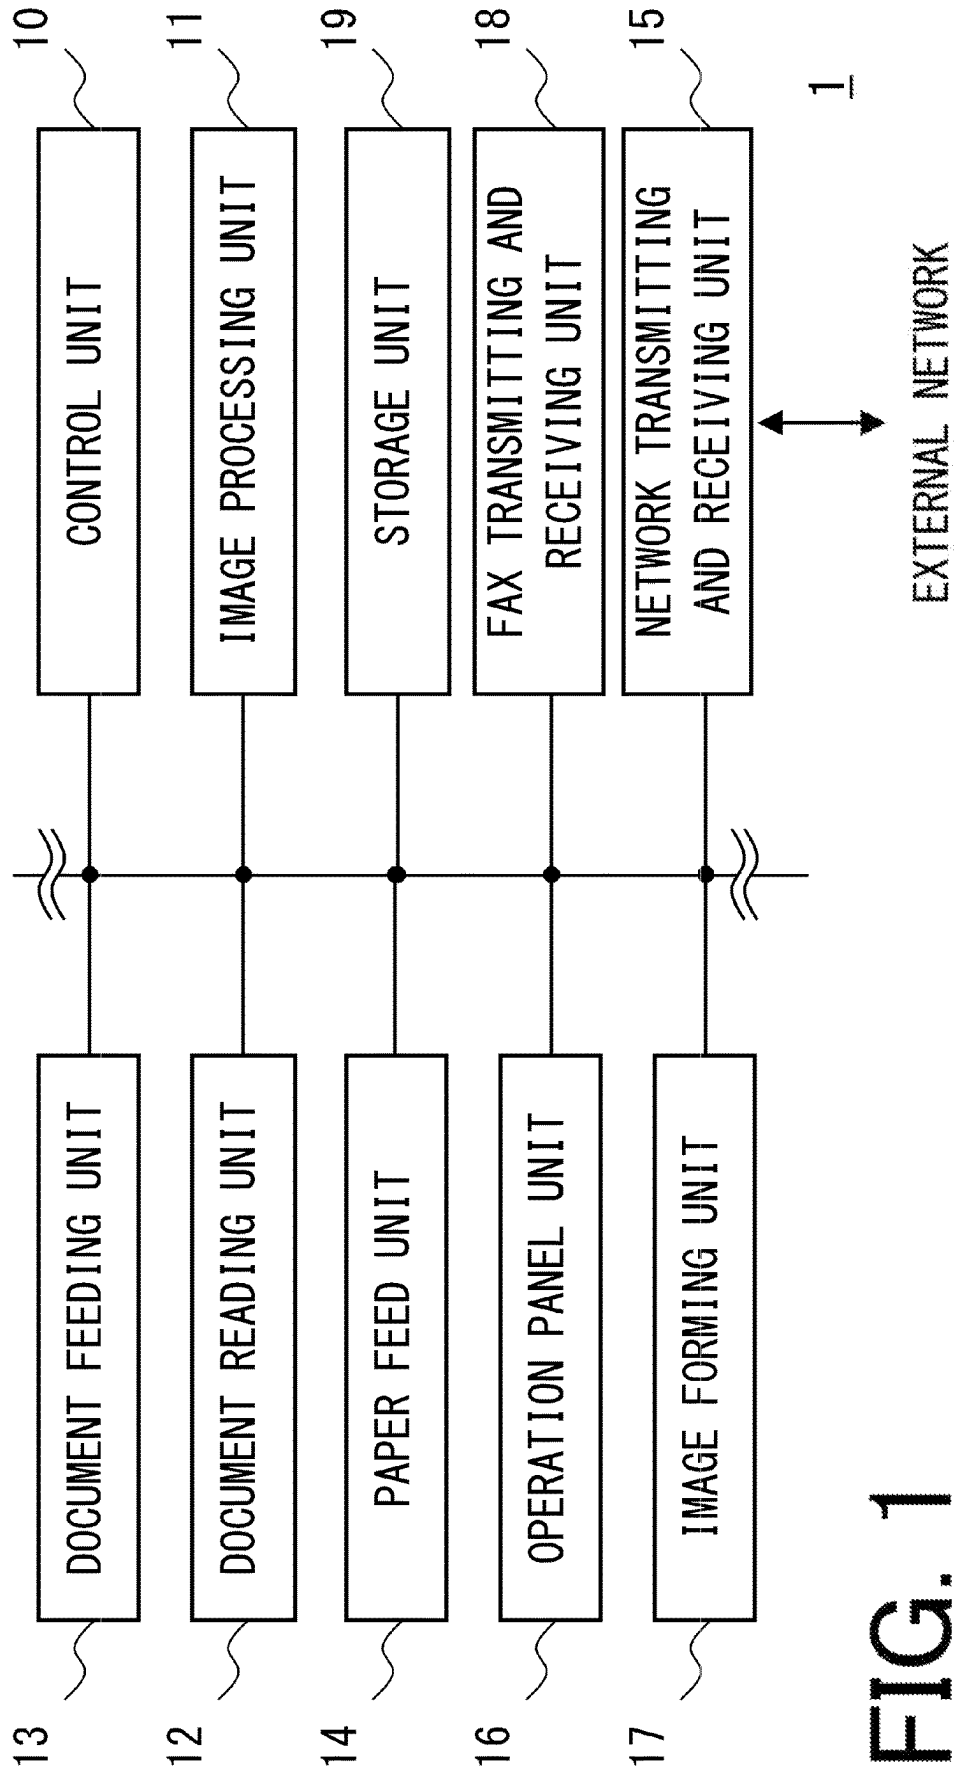 FIG. 1
13
DOCUMENT FEEDING UNIT
CONTROL UNIT
10
12
DOCUMENT READING UNIT
IMAGE PROCESSING UNIT
11
14
PAPER FEED UNIT
STORAGE UNIT
19
16
OPERATION PANEL UNIT
FAX TRANSMITTING AND
RECEIVING UNIT
18
17
IMAGE FORMING UNIT
NETWORK TRANSMITTING
AND RECEIVING UNIT
15
1
EXTERNAL NETWORK